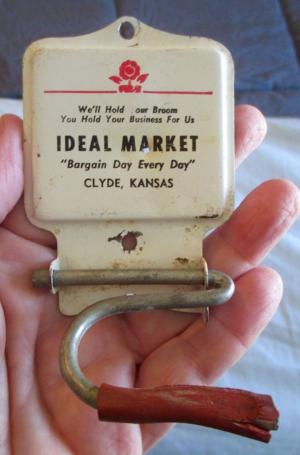 We'll Hold our Broom
You Hold Your Business For Us
IDEAL MARKET
"Bargain Day Every Day"
CLYDE, KANSAS